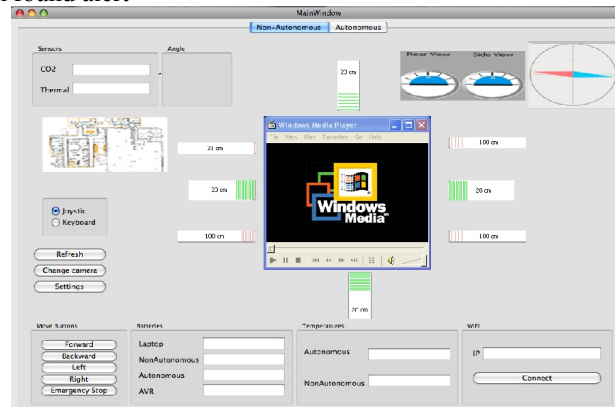 found alert
MainWindow
Non-Autonomous Autonomous
Sensors
Angle
CO2
Thermal
Rear View Side View
23 cm
Windows Media Player
File View Play Favorites Go Help
21 cm
100 cm
23 cm
20 cm
Windows
Media
100 cm
100 cm
Joystic
Keyboard
Refresh
Change camera
Settings
20 cm
Move Buttons
Forward
Backward
Left
Right
Emergency Stop
Batteries
Laptop
NonAutonomous
Autonomous
AVR
Temperatures
Autonomous
NonAutonomous
WiFi
IP
Connect